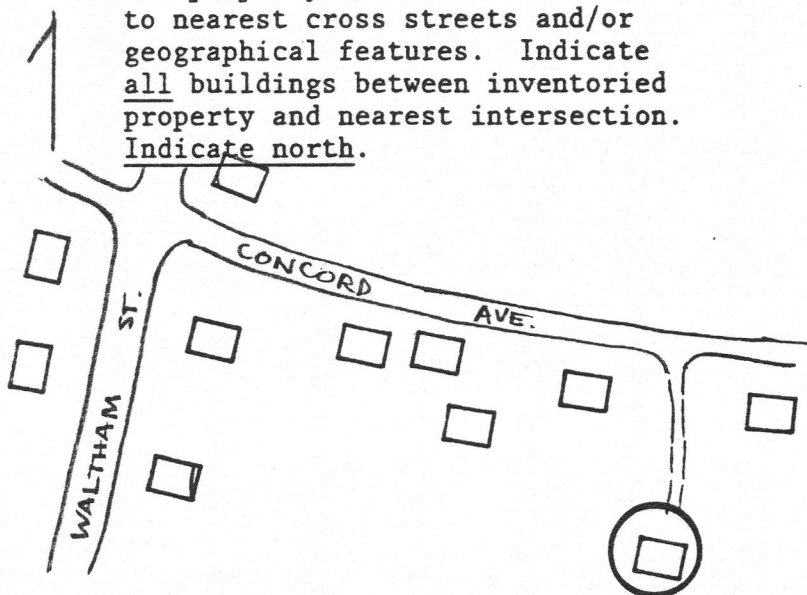 to nearest cross streets and/or
geographical features. Indicate
all buildings between inventoried
property and nearest intersection.
Indicate north.
CONCORD AVE.
WALTHAM ST.